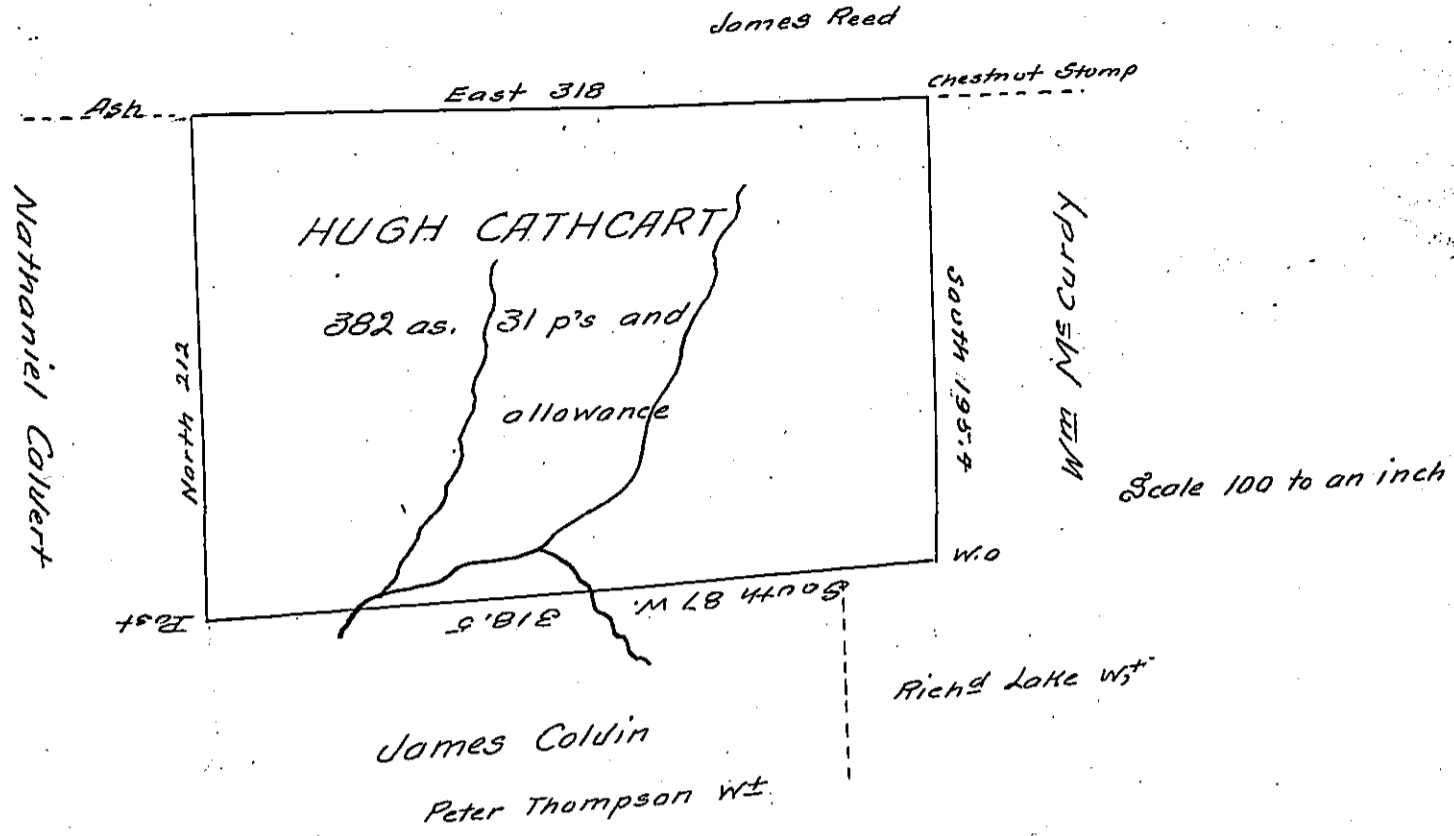 James Reed
Ash
East 318
Chestnut Stump
HUGH CATHCART
382 as. 31 p's and
allowance
Nathaniel Calvert
North 212
South 195.4
Wm McCurdy
Scale 100 to an inch
W.O
Post
South 87 W. 318.5
Rich'd Lake Wt
James Coldin
Peter Thompson Wt